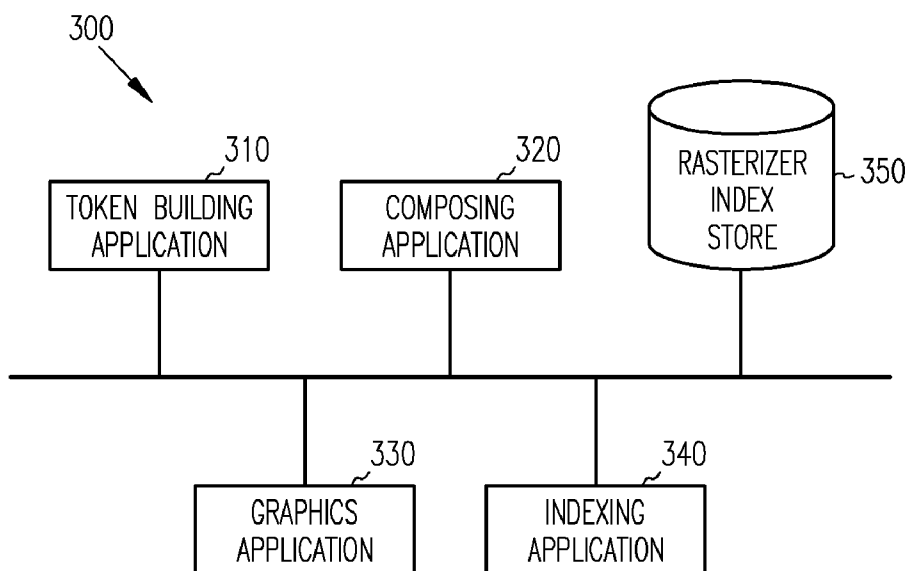 300
310
TOKEN BUILDING
APPLICATION
320
COMPOSING
APPLICATION
RASTERIZER
INDEX
STORE
350
330
GRAPHICS
APPLICATION
340
INDEXING
APPLICATION